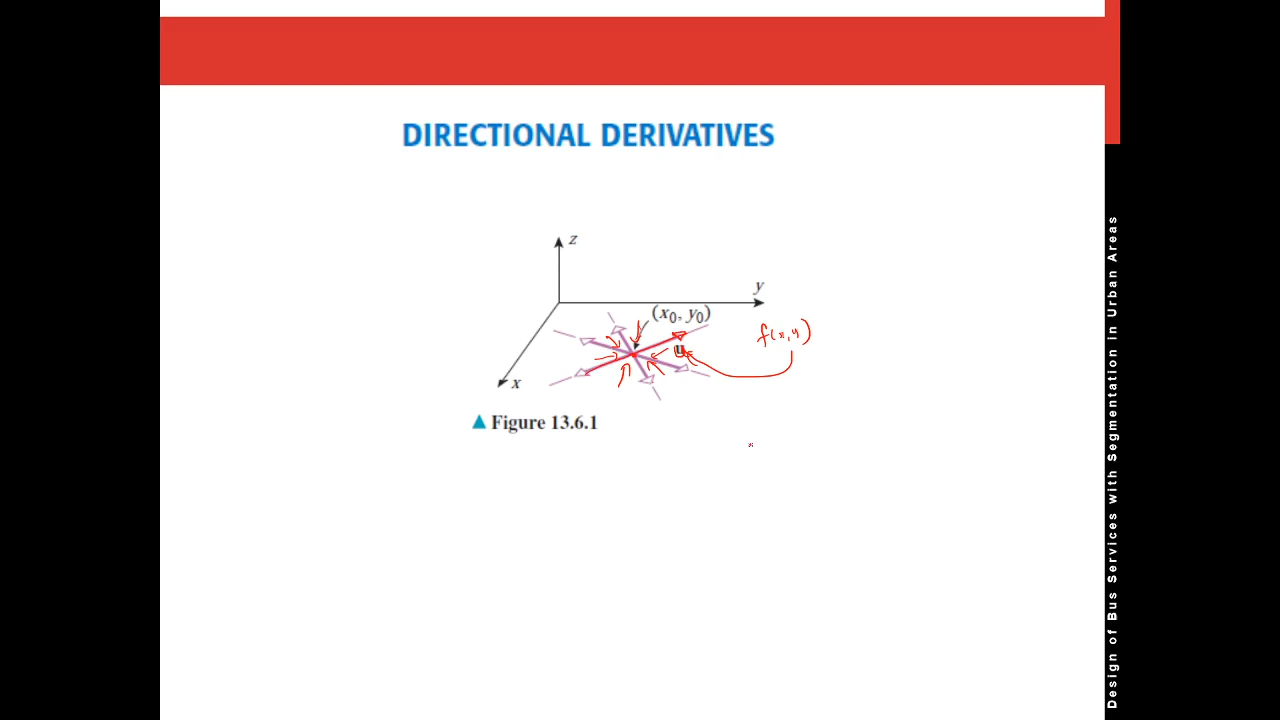 DIRECTIONAL DERIVATIVES
z
y
(x₀, y₀)
f(x,y)
u
x
▲ Figure 13.6.1
Design of Bus Services with Segmentation in Urban Areas